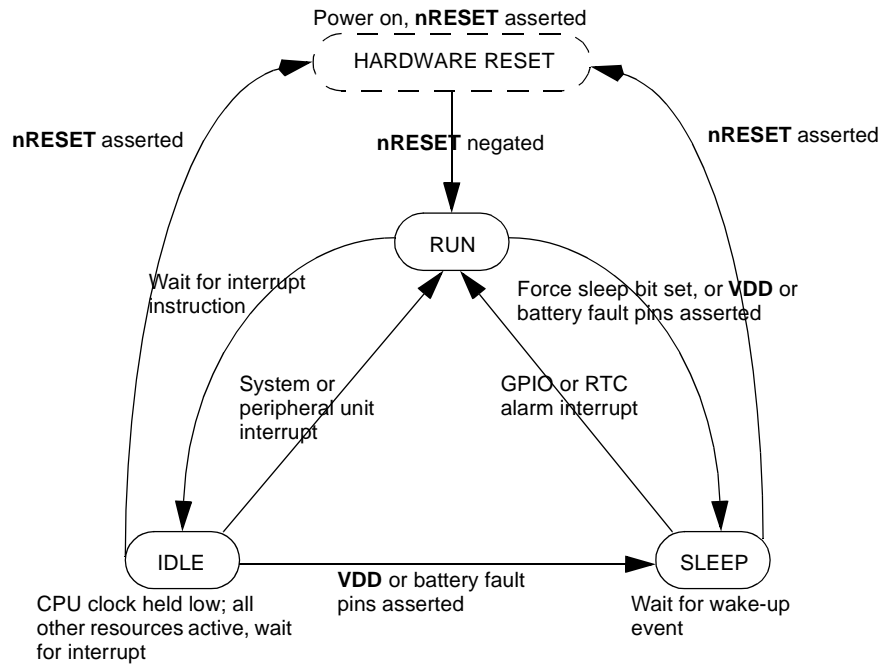 Power on, nRESET asserted
HARDWARE RESET
nRESET asserted
nRESET asserted
nRESET negated
RUN
Wait for interrupt
instruction
Force sleep bit set, or VDD or
battery fault pins asserted
System or
peripheral unit
interrupt
GPIO or RTC
alarm interrupt
IDLE
SLEEP
VDD or battery fault
pins asserted
CPU clock held low; all
other resources active, wait
for interrupt
Wait for wake-up
event